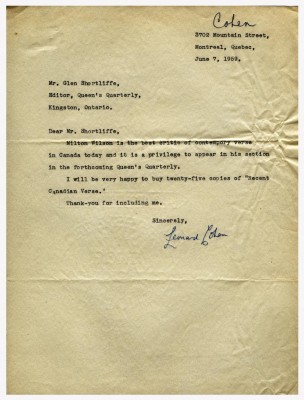 Cohen
3702 Mountain Street,
Montreal, Quebec,
June 7, 1959.
Mr. Glen Shortliffe,
Editor, Queen's Quarterly,
Kingston, Ontario.
Dear Mr. Shortliffe,
Milton Wilson is the best critic of contempory verse
in Canada today and it is a privilege to appear in his section
in the forthcoming Queen's Quarterly.
I will be very happy to buy twenty-five copies of "Recent
Canadian Verse."
Thank-you for including me.
Sincerely,
Leonard Cohen